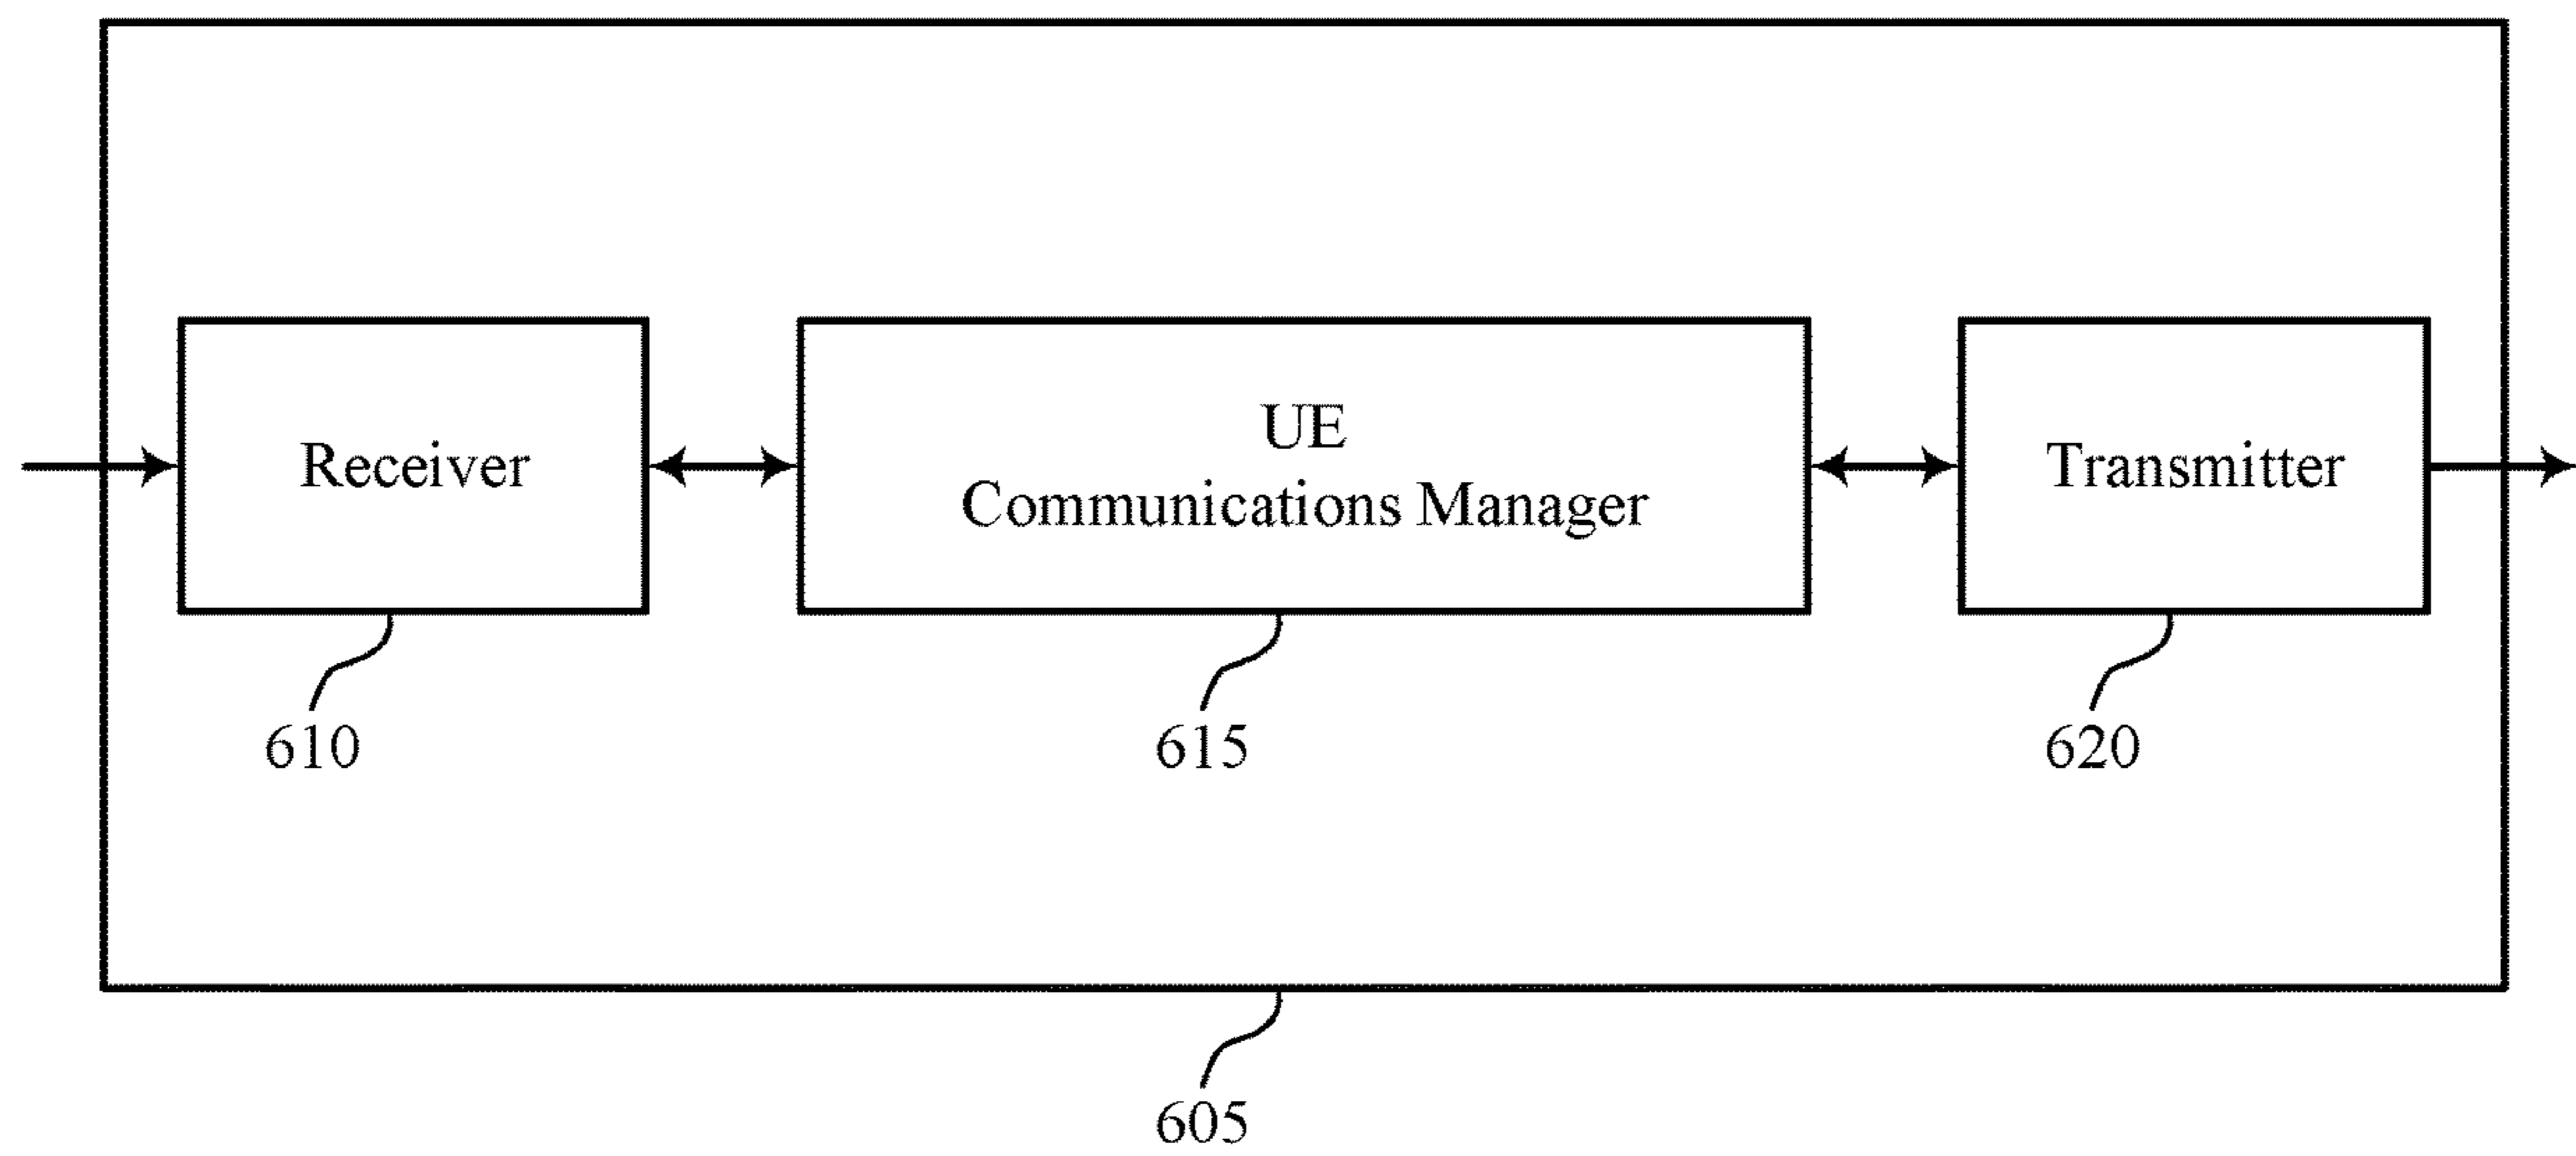 Receiver
UE
Communications Manager
Transmitter
610
615
620
605